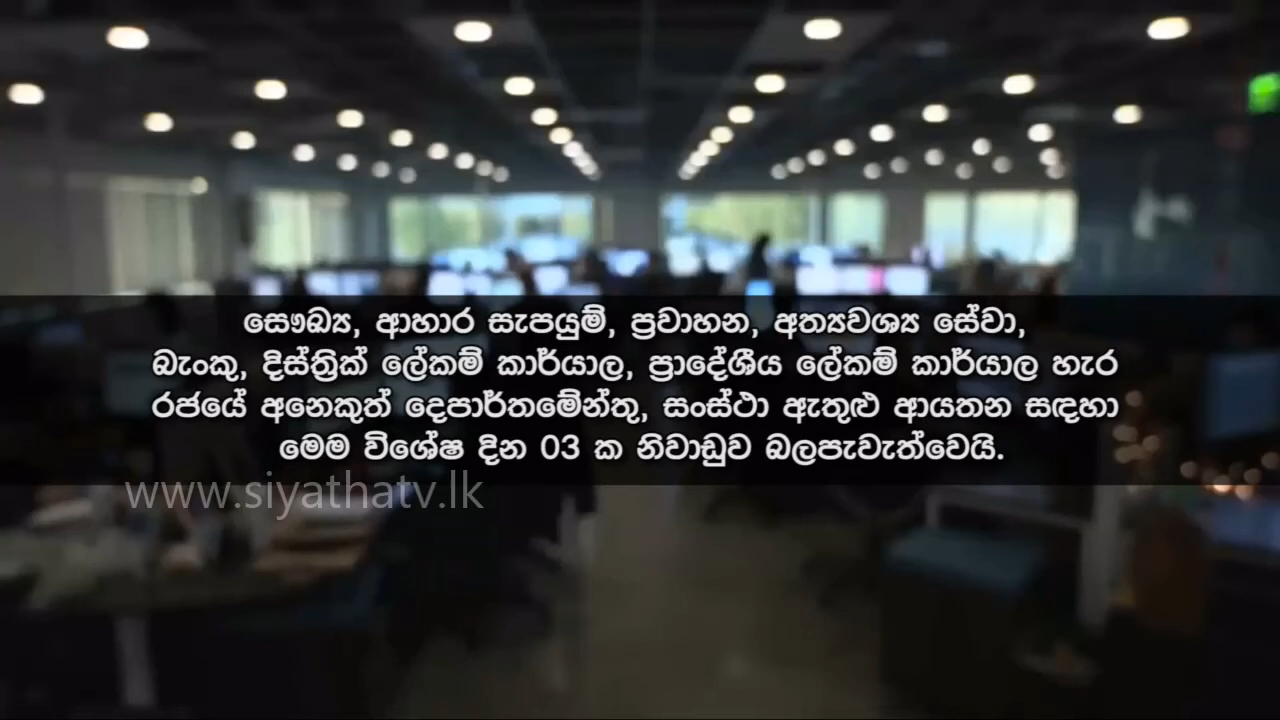 සෞඛ්‍ය, ආහාර සැපයුම්, ප්‍රවාහන, අත්‍යවශ්‍ය සේවා,
බැංකු, දිස්ත්‍රික් ලේකම් කාර්යාල, ප්‍රාදේශීය ලේකම් කාර්යාල හැර
රජයේ අනෙකුත් දෙපාර්තමේන්තු, සංස්ථා ඇතුළු ආයතන සඳහා
මෙම විශේෂ දින 03 ක නිවාඩුව බලපැවැත්වෙයි.
www.siyathatv.lk